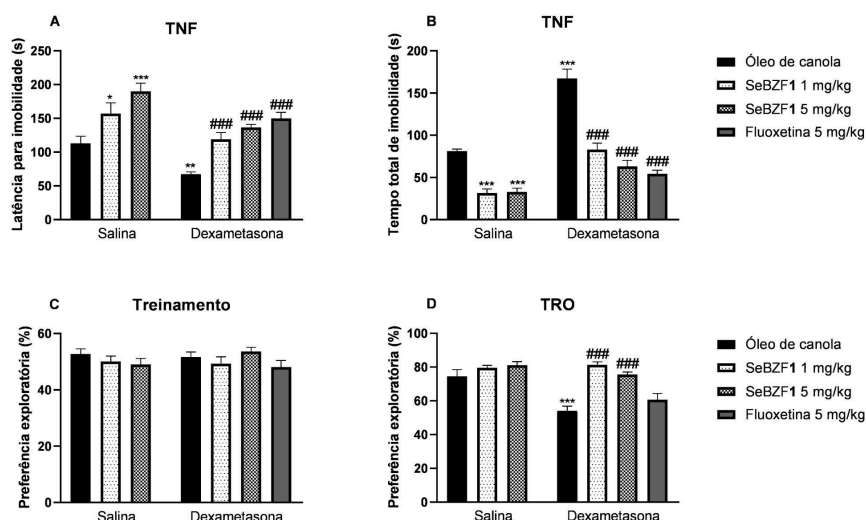 A
TNF
Latência para imobilidade (s)
250
200
150
100
50
0
*
***
**
###
###
###
Salina
Dexametasona
B
TNF
Tempo total de imobilidade (s)
200
150
100
50
0
***
***
***
###
###
###
Salina
Dexametasona
Óleo de canola
SeBZF1 1 mg/kg
SeBZF1 5 mg/kg
Fluoxetina 5 mg/kg
C
Treinamento
Preferência exploratória (%)
60
40
20
0
Salina
Dexametasona
D
TRO
Preferência exploratória (%)
100
80
60
40
20
0
***
###
###
Salina
Dexametasona
Óleo de canola
SeBZF1 1 mg/kg
SeBZF1 5 mg/kg
Fluoxetina 5 mg/kg